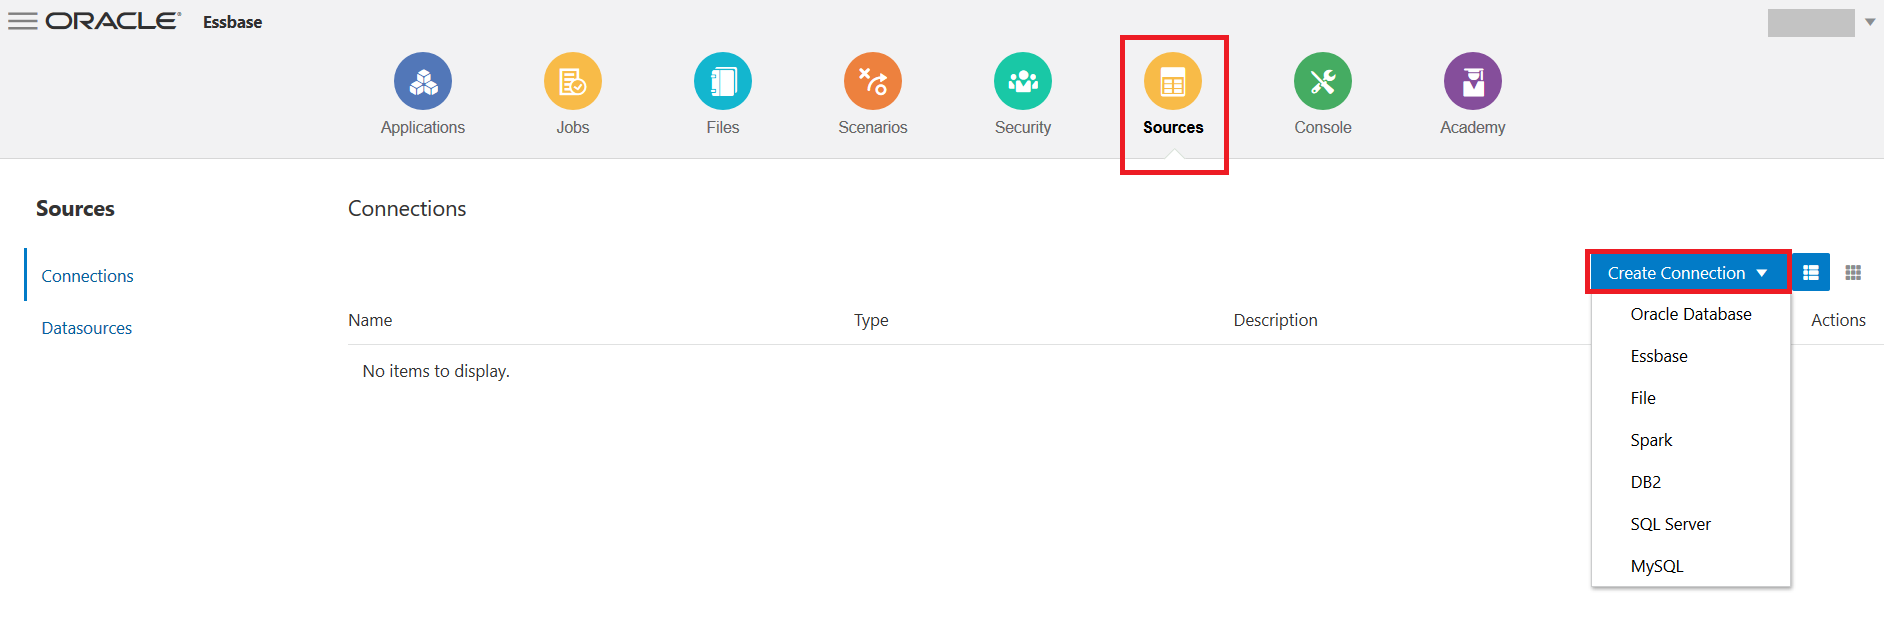 ORACLE® Essbase
Applications Jobs Files Scenarios Security Sources Console Academy
Sources
Connections
Datasources
Connections
Create Connection
Name Type Description Actions
No items to display.
Oracle Database
Essbase
File
Spark
DB2
SQL Server
MySQL